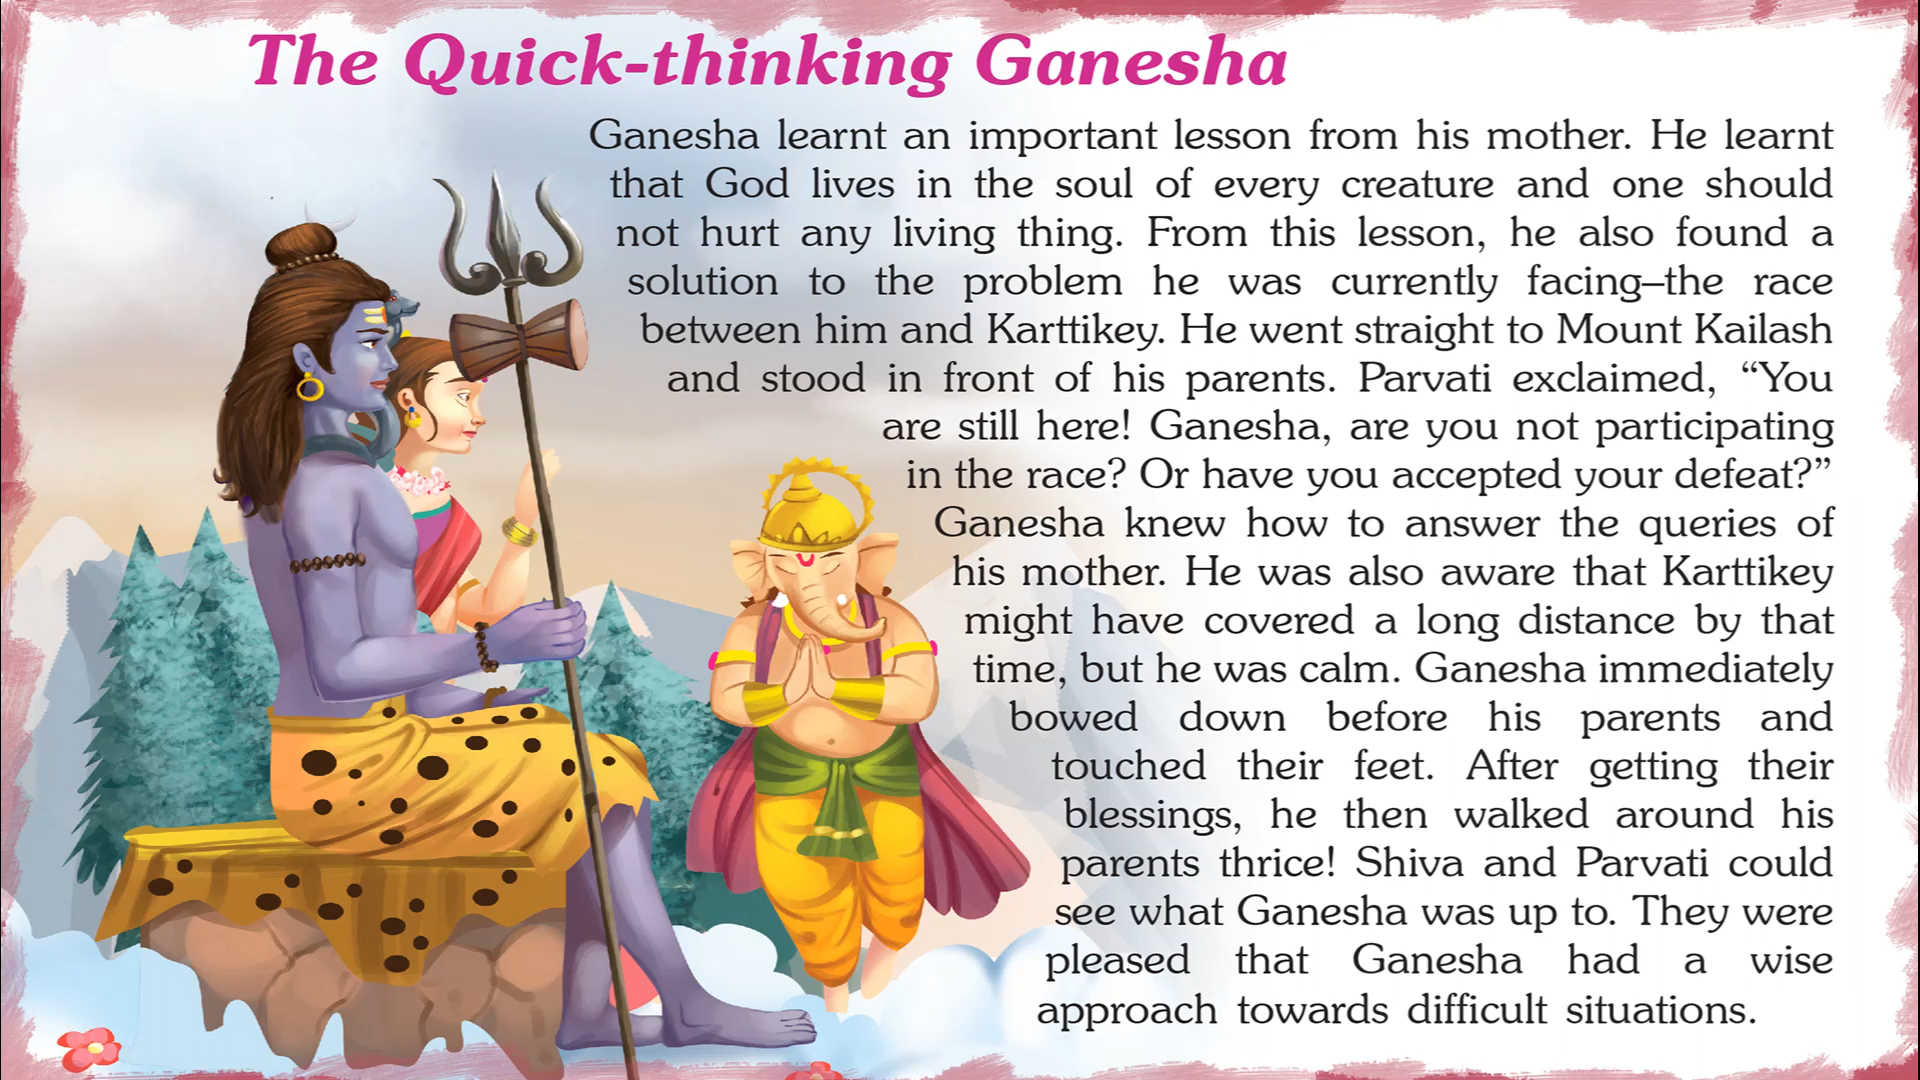 The Quick-thinking Ganesha
Ganesha learnt an important lesson from his mother. He learnt
that God lives in the soul of every creature and one should
not hurt any living thing. From this lesson, he also found a
solution to the problem he was currently facing–the race
between him and Karttikey. He went straight to Mount Kailash
and stood in front of his parents. Parvati exclaimed, “You
are still here! Ganesha, are you not participating
in the race? Or have you accepted your defeat?”
Ganesha knew how to answer the queries of
his mother. He was also aware that Karttikey
might have covered a long distance by that
time, but he was calm. Ganesha immediately
bowed down before his parents and
touched their feet. After getting their
blessings, he then walked around his
parents thrice! Shiva and Parvati could
see what Ganesha was up to. They were
pleased that Ganesha had a wise
approach towards difficult situations.